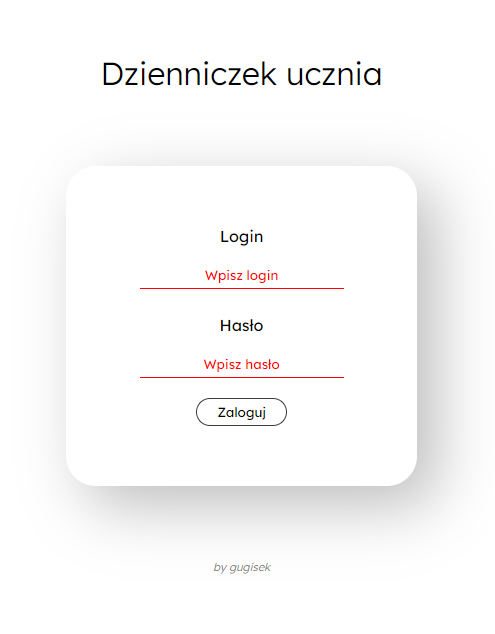 Dzienniczek ucznia
Login
Wpisz login
Hasło
Wpisz hasło
Zaloguj
by gugisek